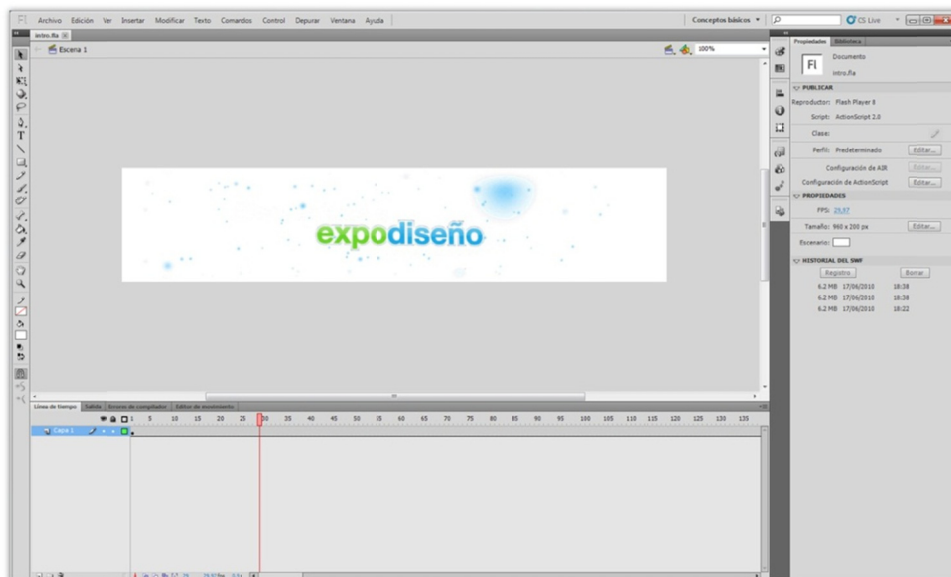 Fl Archivo Edición Ver Insertar Modificar Texto Comandos Control Depurar Ventana Ayuda Conceptos básicos CS Live
intro.fla
Escena 1 100%
expodiseño
Propiedades Biblioteca
Fl Documento
intro.fla
PUBLICAR
Reproductor: Flash Player 8
Script: ActionScript 2.0
Clase:
Perfil: Predeterminado Editar...
Configuración de AIR Editar...
Configuración de ActionScript Editar...
PROPIEDADES
FPS: 29,97
Tamaño: 960 x 200 px Editar...
Escenario:
HISTORIAL DEL SWF
Registro Borrar
6.2 MB 17/06/2010 18:38
6.2 MB 17/06/2010 18:38
6.2 MB 17/06/2010 18:22
Línea de tiempo Salida Errores de compilador Editor de movimiento
1 5 10 15 20 25 30 35 40 45 50 55 60 65 70 75 80 85 90 95 100 105 110 115 120 125 130 135
Capa 1